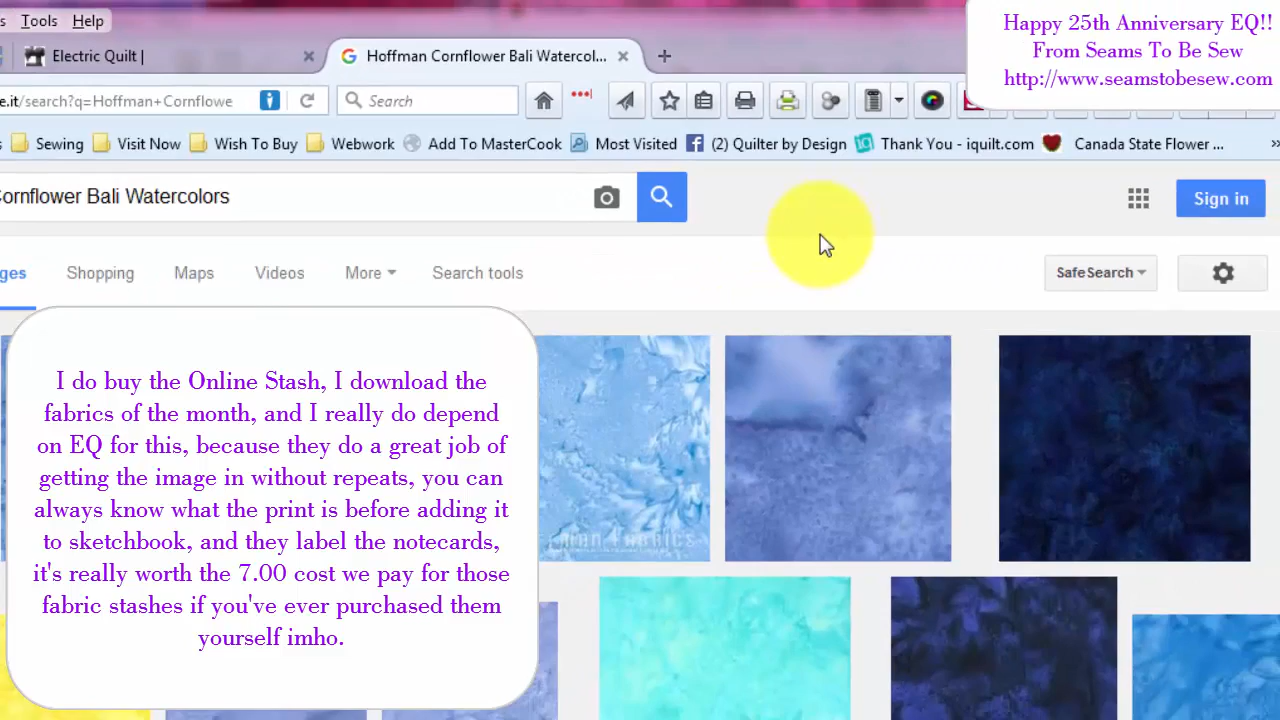 s Tools Help
Happy 25th Anniversary EQ!!
From Seams To Be Sew
http://www.seamstobesew.com
Electric Quilt |
Hoffman Cornflower Bali Watercol...
e.it/search?q=Hoffman+Cornflowe
Search
Sewing Visit Now Wish To Buy Webwork Add To MasterCook Most Visited (2) Quilter by Design Thank You - iquilt.com Canada State Flower ...
Cornflower Bali Watercolors
Sign in
ges Shopping Maps Videos More Search tools
SafeSearch
I do buy the Online Stash, I download the
fabrics of the month, and I really do depend
on EQ for this, because they do a great job of
getting the image in without repeats, you can
always know what the print is before adding it
to sketchbook, and they label the notecards,
it's really worth the 7.00 cost we pay for those
fabric stashes if you've ever purchased them
yourself imho.